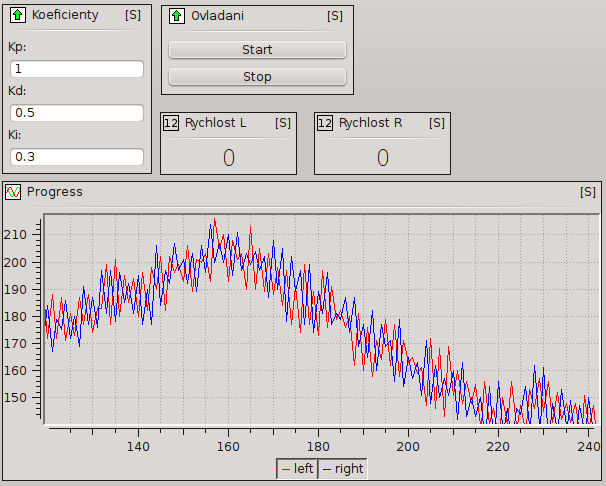 Koeficienty [S]
Kp:
1
Kd:
0.5
Ki:
0.3
Ovladani [S]
Start
Stop
12 Rychlost L [S]
0
12 Rychlost R [S]
0
Progress [S]
210
200
190
180
170
160
150
140 160 180 200 220 240
left right